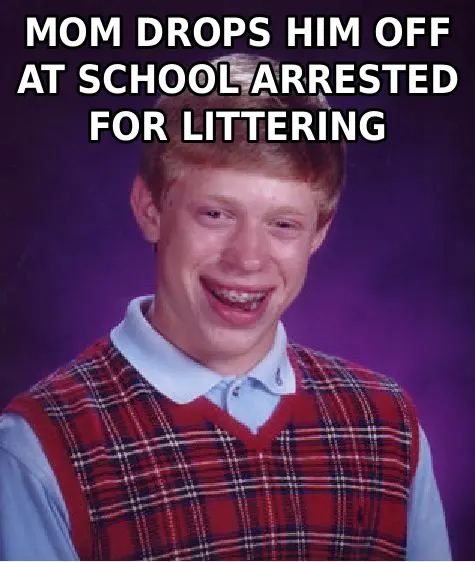 MOM DROPS HIM OFF
AT SCHOOL ARRESTED
FOR LITTERING